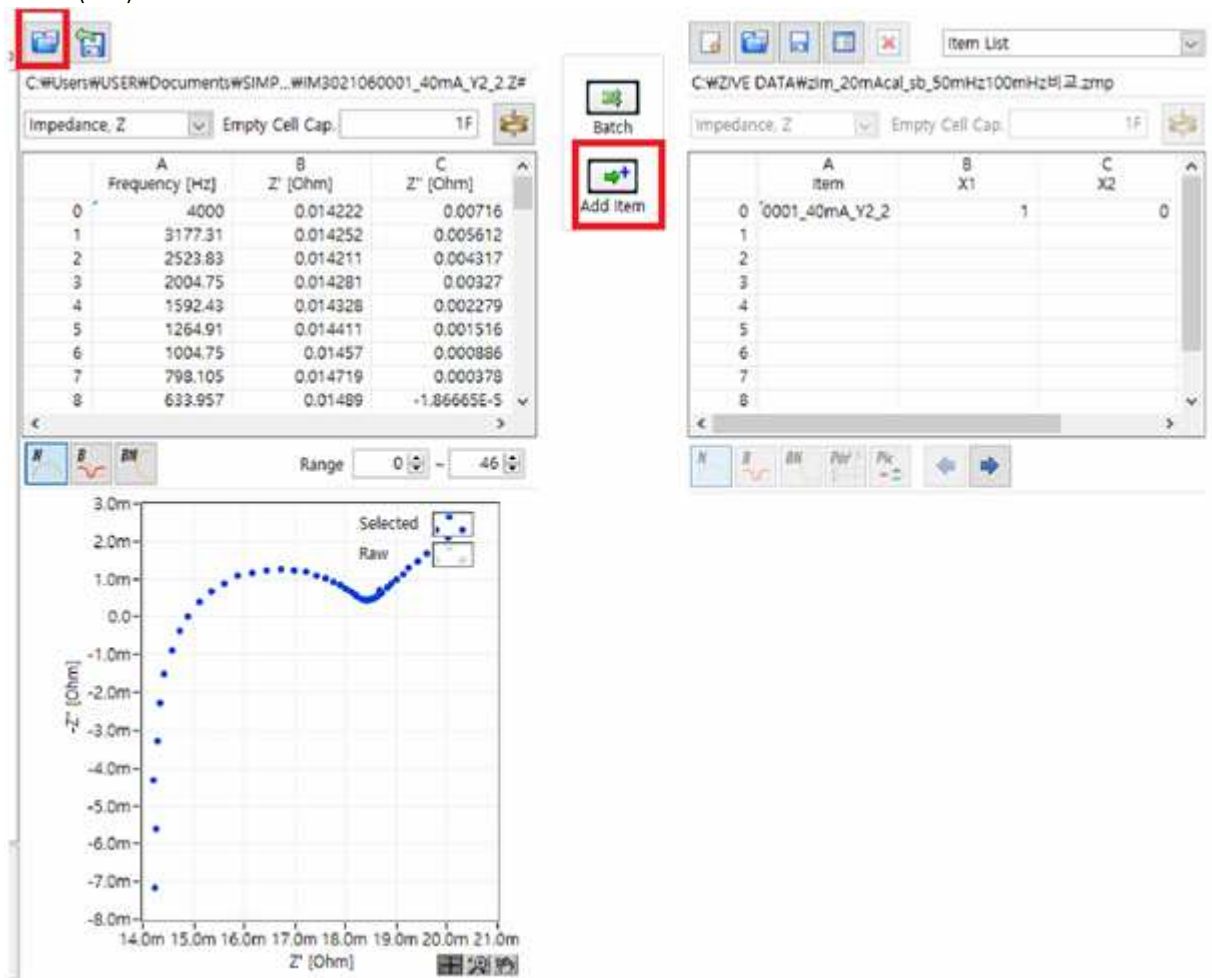 C:₩Users₩USER₩Documents₩SIMP...₩IM3021060001_40mA_Y2_2.Z#
Impedance, Z Empty Cell Cap. 1F
A B C
Frequency [Hz] Z' [Ohm] Z'' [Ohm]
0 4000 0.014222 0.00716
1 3177.31 0.014252 0.005612
2 2523.83 0.014211 0.004317
3 2004.75 0.014281 0.00327
4 1592.43 0.014328 0.002279
5 1264.91 0.014411 0.001516
6 1004.75 0.01457 0.000886
7 798.105 0.014719 0.000378
8 633.957 0.01489 -1.86665E-5
N B BN Range 0 ~ 46
Selected
Raw
3.0m
2.0m
1.0m
0.0
-1.0m
-2.0m
-3.0m
-4.0m
-5.0m
-6.0m
-7.0m
-8.0m
-Z'' [Ohm]
14.0m 15.0m 16.0m 17.0m 18.0m 19.0m 20.0m 21.0m
Z' [Ohm]
Batch
Add Item
Item List
C:₩ZIVE DATA₩zim_20mAcal_sb_50mHz100mHz비교.zmp
Impedance, Z Empty Cell Cap. 1F
A B C
Item X1 X2
0 0001_40mA_Y2_2 1 0
1
2
3
4
5
6
7
8
N B BN Par Pic